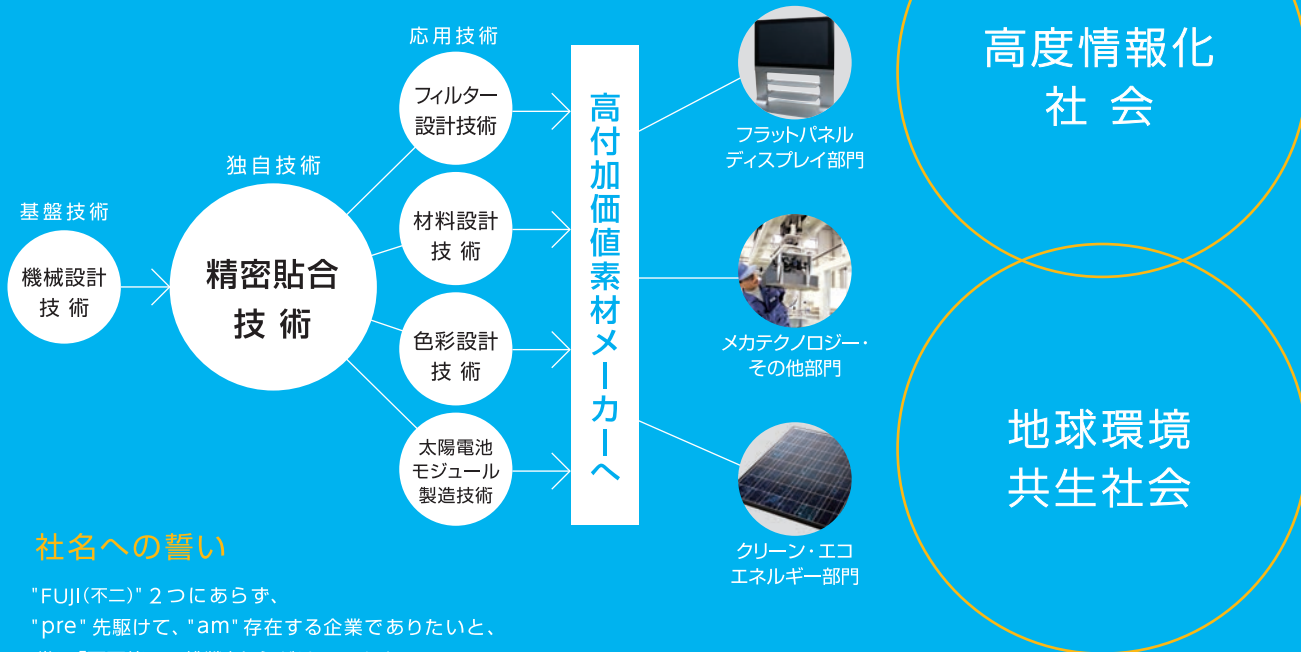 基盤技術
機械設計
技術
独自技術
精密貼合
技術
応用技術
フィルター
設計技術
材料設計
技術
色彩設計
技術
太陽電池
モジュール
製造技術
高付加価値素材メーカーへ
フラットパネル
ディスプレイ部門
メカテクノロジー・
その他部門
クリーン・エコ
エネルギー部門
高度情報化
社会
地球環境
共生社会
社名への誓い
"FUJI(不二)" 2つにあらず、
"pre" 先駆けて、"am" 存在する企業でありたいと、